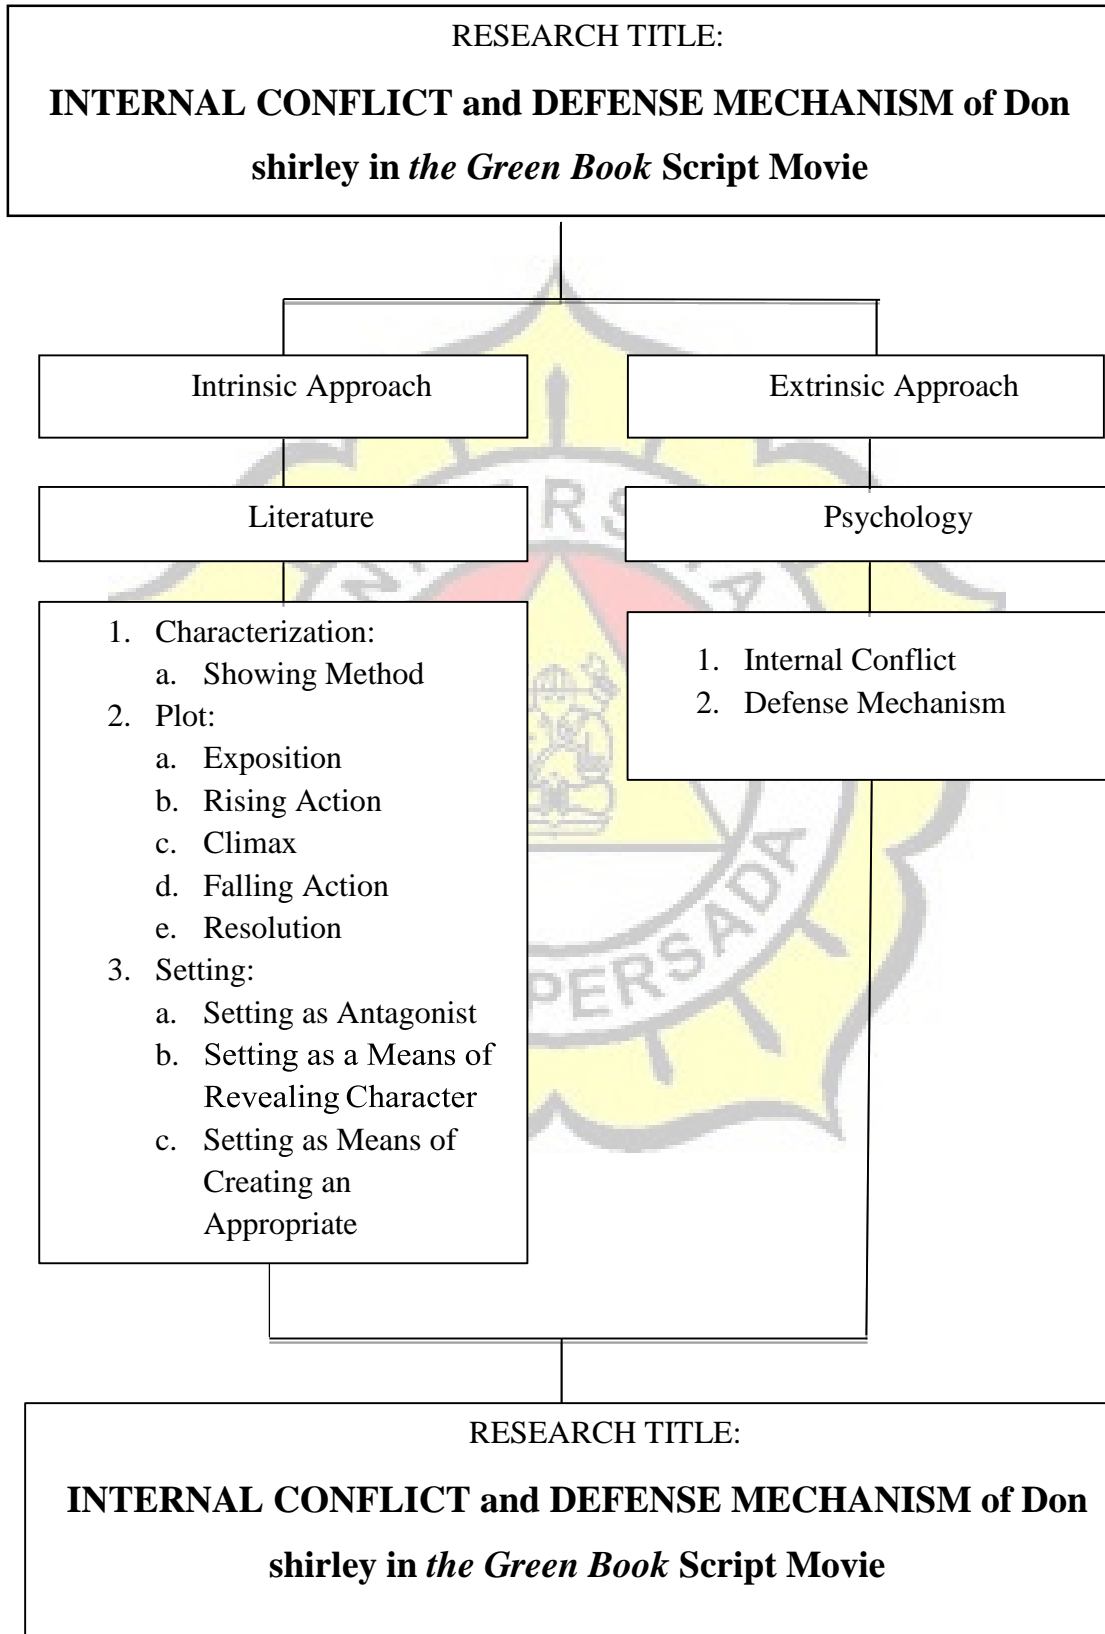 RESEARCH TITLE:
INTERNAL CONFLICT and DEFENSE MECHANISM of Don
shirley in the Green Book Script Movie
Intrinsic Approach
Extrinsic Approach
Literature
Psychology
1. Characterization:
a. Showing Method
2. Plot:
a. Exposition
b. Rising Action
c. Climax
d. Falling Action
e. Resolution
3. Setting:
a. Setting as Antagonist
b. Setting as a Means of
Revealing Character
c. Setting as Means of
Creating an
Appropriate
1. Internal Conflict
2. Defense Mechanism
PERSADA
RESEARCH TITLE:
INTERNAL CONFLICT and DEFENSE MECHANISM of Don
shirley in the Green Book Script Movie